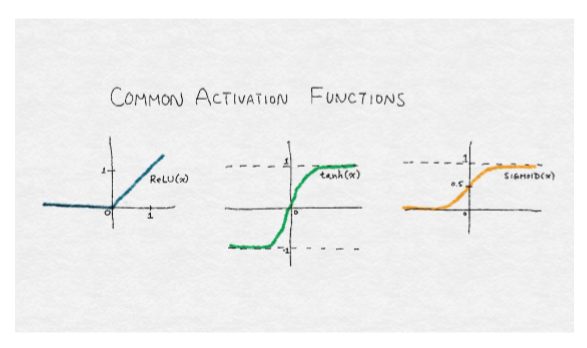 COMMON ACTIVATION FUNCTIONS
1
ReLU(x)
0
1
1
tanh(x)
0
-1
1
SIGMOID(x)
0.5
0